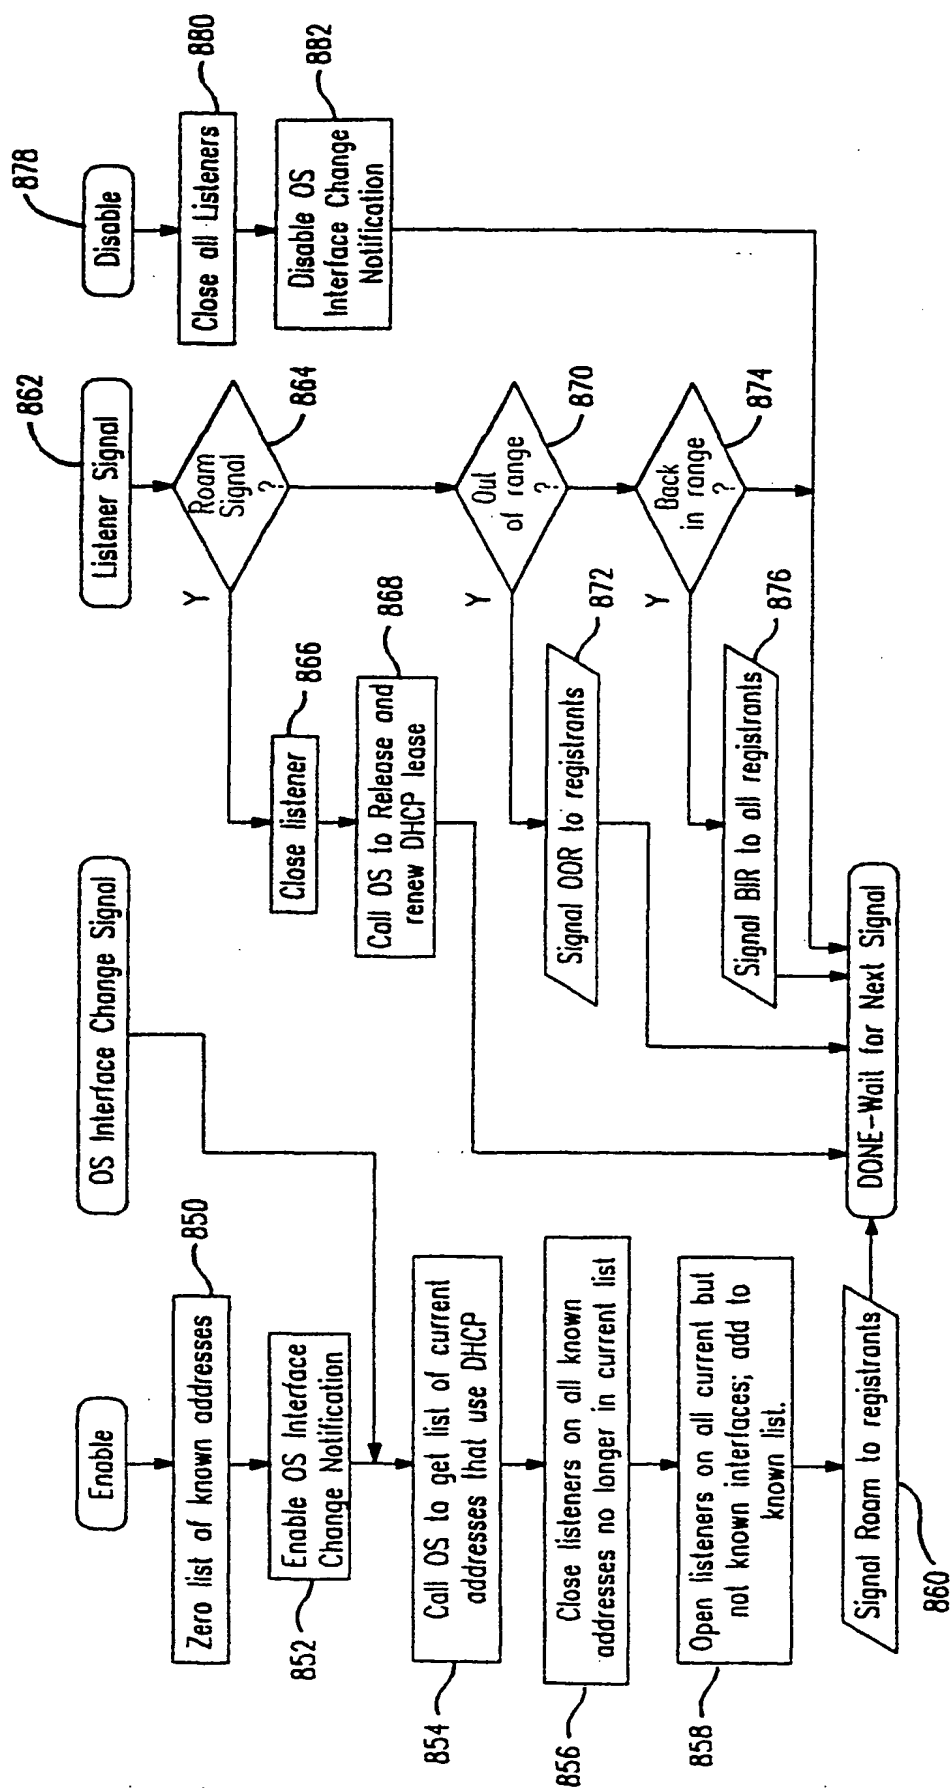 Enable
Zero list of known addresses
850
Enable OS Interface
Change Notification
852
Call OS to get list of current
addresses that use DHCP
854
Close listeners on all known
addresses no longer in current list
856
Open listeners on all current but
not known interfaces; add to
known list.
858
Signal Roam to registrants
860
OS Interface Change Signal
Listener Signal
862
Roam
Signal
?
864
Y
Close listener
866
Call OS to Release and
renew DHCP lease
868
Out
of range
?
870
Y
Signal OOR to registrants
872
Back
in range
?
874
Y
Signal BIR to all registrants
876
Disable
878
Close all Listeners
880
Disable OS
Interface Change
Notification
882
DONE-Wait for Next Signal